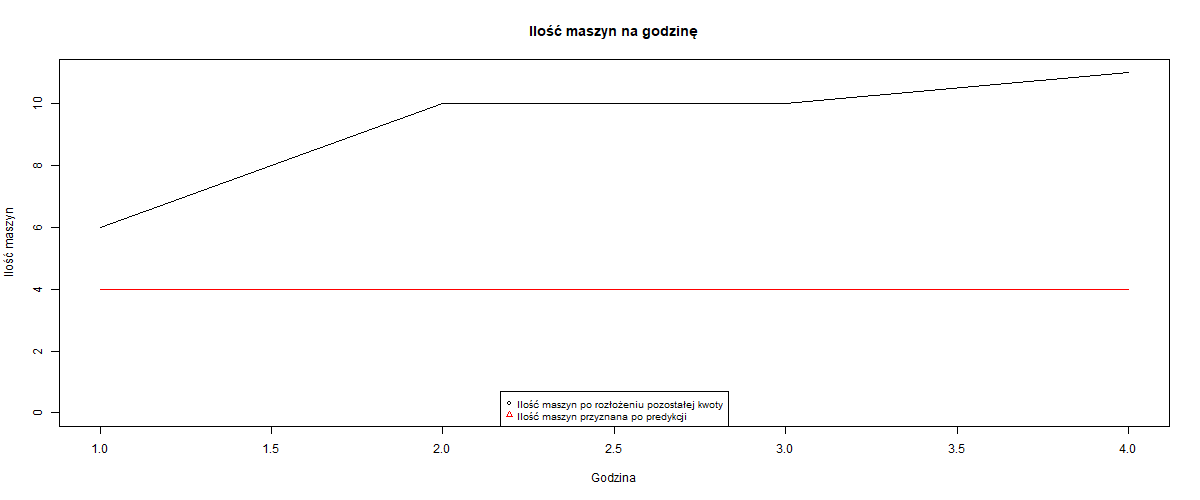 Ilość maszyn na godzinę
Ilość maszyn
10
8
6
4
2
0
Ilość maszyn po rozłożeniu pozostałej kwoty
Ilość maszyn przyznana po predykcji
1.0 1.5 2.0 2.5 3.0 3.5 4.0
Godzina